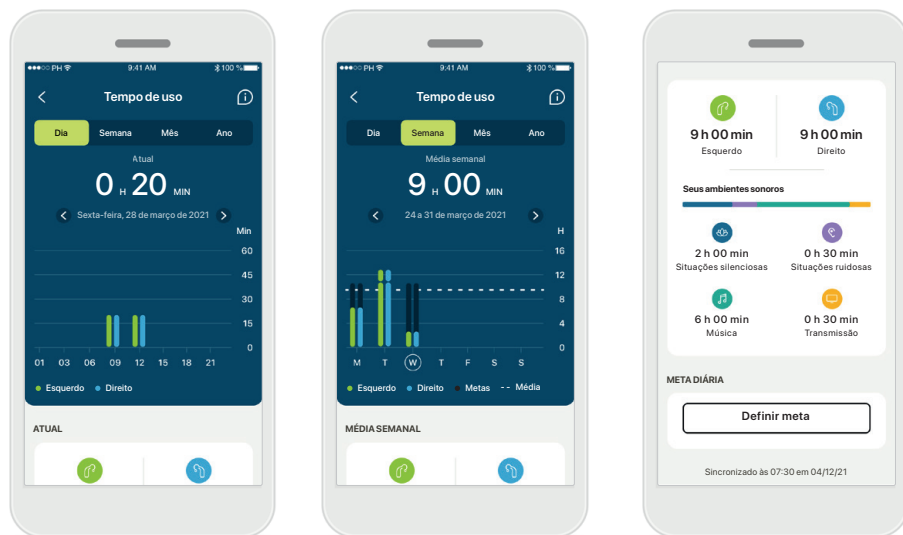 PH 9:41 AM 100 %
Tempo de uso
Dia Semana Mês Ano
Atual
0 H 20 MIN
Sexta-feira, 28 de março de 2021
Min
60
45
30
15
0
01 03 06 09 12 15 18 21
Esquerdo Direito
ATUAL
PH 9:41 AM 100 %
Tempo de uso
Dia Semana Mês Ano
Média semanal
9 H 00 MIN
24 a 31 de março de 2021
H
16
12
8
4
0
M T W T F S S
Esquerdo Direito Metas -- Média
MÉDIA SEMANAL
9 h 00 min 9 h 00 min
Esquerdo Direito
Seus ambientes sonoros
2 h 00 min 0 h 30 min
Situações silenciosas Situações ruidosas
6 h 00 min 0 h 30 min
Música Transmissão
META DIÁRIA
Definir meta
Sincronizado às 07:30 em 04/12/21